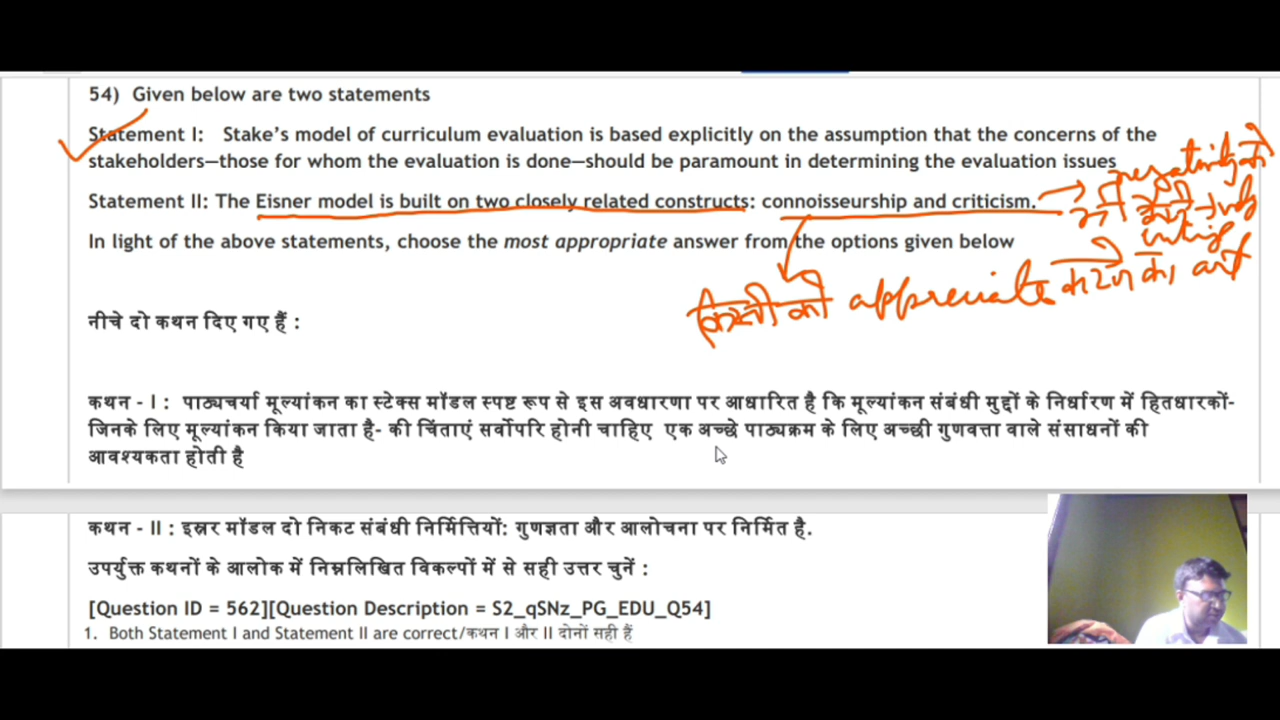 54) Given below are two statements
Statement I: Stake's model of curriculum evaluation is based explicitly on the assumption that the concerns of the
stakeholders—those for whom the evaluation is done—should be paramount in determining the evaluation issues
Statement II: The Eisner model is built on two closely related constructs: connoisseurship and criticism.
In light of the above statements, choose the most appropriate answer from the options given below
किसी को appreciate करने का art
नीचे दो कथन दिए गए हैं :
कथन - I : पाठ्यचर्या मूल्यांकन का स्टेक्स मॉडल स्पष्ट रूप से इस अवधारणा पर आधारित है कि मूल्यांकन संबंधी मुद्दों के निर्धारण में हितधारकों-
जिनके लिए मूल्यांकन किया जाता है- की चिंताएं सर्वोपरि होनी चाहिए एक अच्छे पाठ्यक्रम के लिए अच्छी गुणवत्ता वाले संसाधनों की
आवश्यकता होती है
कथन - II : इस्नर मॉडल दो निकट संबंधी निर्मित्तियों: गुणज्ञता और आलोचना पर निर्मित है.
उपर्युक्त कथनों के आलोक में निम्नलिखित विकल्पों में से सही उत्तर चुनें :
[Question ID = 562][Question Description = S2_qSNz_PG_EDU_Q54]
1. Both Statement I and Statement II are correct/कथन I और II दोनों सही हैं